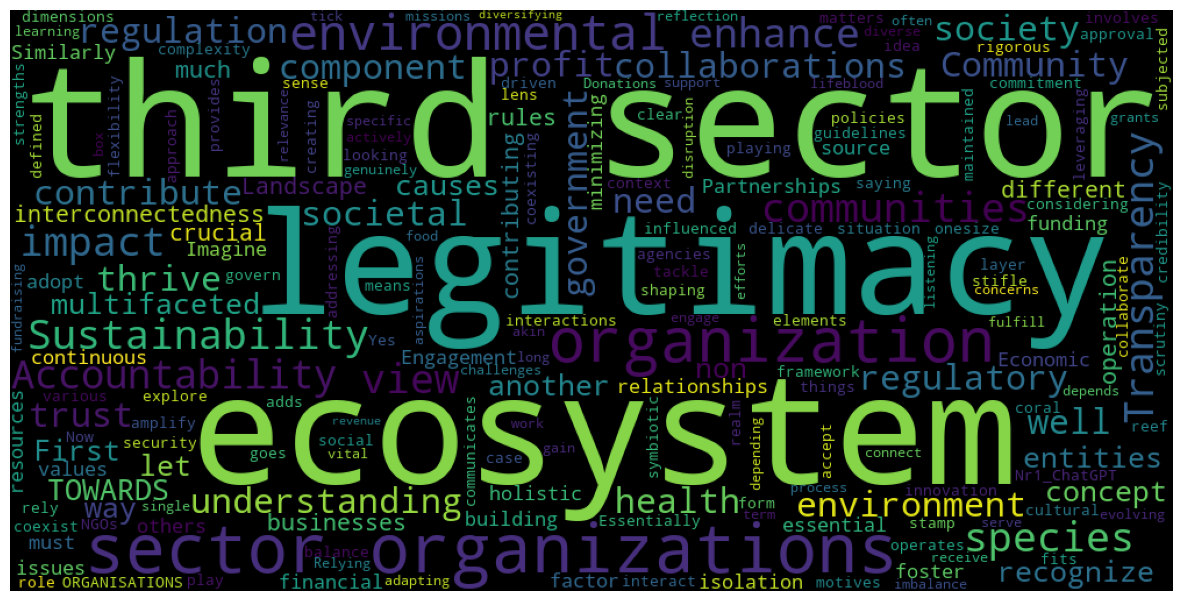 dimensions regulation environmental enhance society matters involves
tick missions diversifying reflection often approval
learning complexity diverse idea rigorous
Similarly much component profit collaborations Community commitment subjected
strengths sense driven Donations support lifeblood
third sector
defined box approach flexibility provides relevance creating specific actively genuinely looking lens rules
clear policies guidelines disruption playing source maintained lead grants leveraging
contribute Landscape causes contributing coexisting government minimizing context need Partnerships saying communities different considering funding Transparency credibility
interconnectedness societal influenced delicate situation onesize
impact crucial Imagine food agencies tackle efforts listening layer stifle concerns collaborate scrutiny
legitimacy
adopt thrive govern addressing means aspirations shaping operation
fundraising multifaceted interactions akin engage elements fulfill
Sustainability Yes organization Economic
continuous Engagement long challenges non framework things depends
Accountability view another relationships regulatory
various explore trust amplify adds revenue work realm depending accept coral reef
ecosystem
resources First Now security goes social vital communicates case gain symbiotic connect well
values let holistic form process innovation Nr1_ChatGPT entities
TOWARDS understanding health environment cultural concept
rely way single building Essentially term essential stamp serve evolving
coexist NGOs others businesses balance operates receive fits species
must Relying
issues sector organizations foster
role ORGANISATIONS play financial adapting factor interact isolation motives imbalance recognize